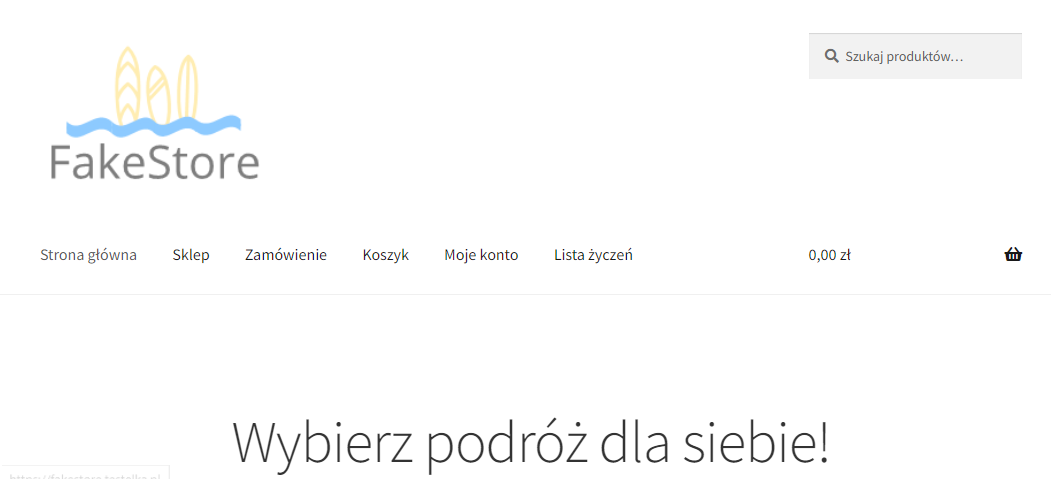 Szukaj produktów…
FakeStore
Strona główna Sklep Zamówienie Koszyk Moje konto Lista życzeń 0,00 zł
Wybierz podróż dla siebie!